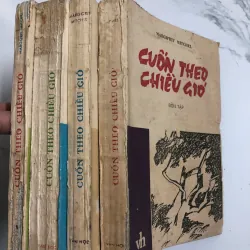 CUỐN THEO CHIỀU GIÓ
CUỐN THEO CHIỀU GIÓ
CUỐN THEO CHIỀU GIÓ
CUỐN THEO CHIỀU GIÓ
MARGARET MITCHELL
CUỐN THEO
CHIỀU GIÓ
vh